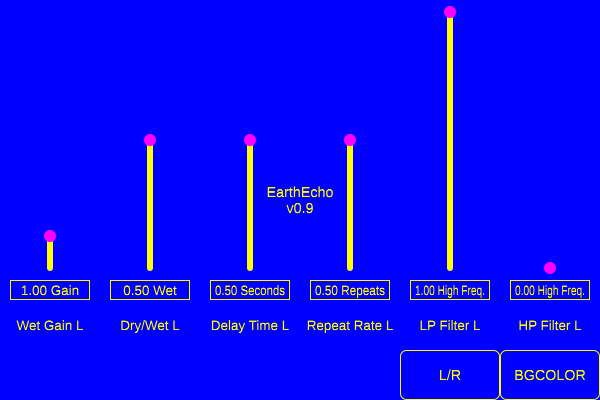 EarthEcho
v0.9
1.00 Gain
0.50 Wet
0.50 Seconds
0.50 Repeats
1.00 High Freq.
0.00 High Freq.
Wet Gain L
Dry/Wet L
Delay Time L
Repeat Rate L
LP Filter L
HP Filter L
L/R
BGCOLOR